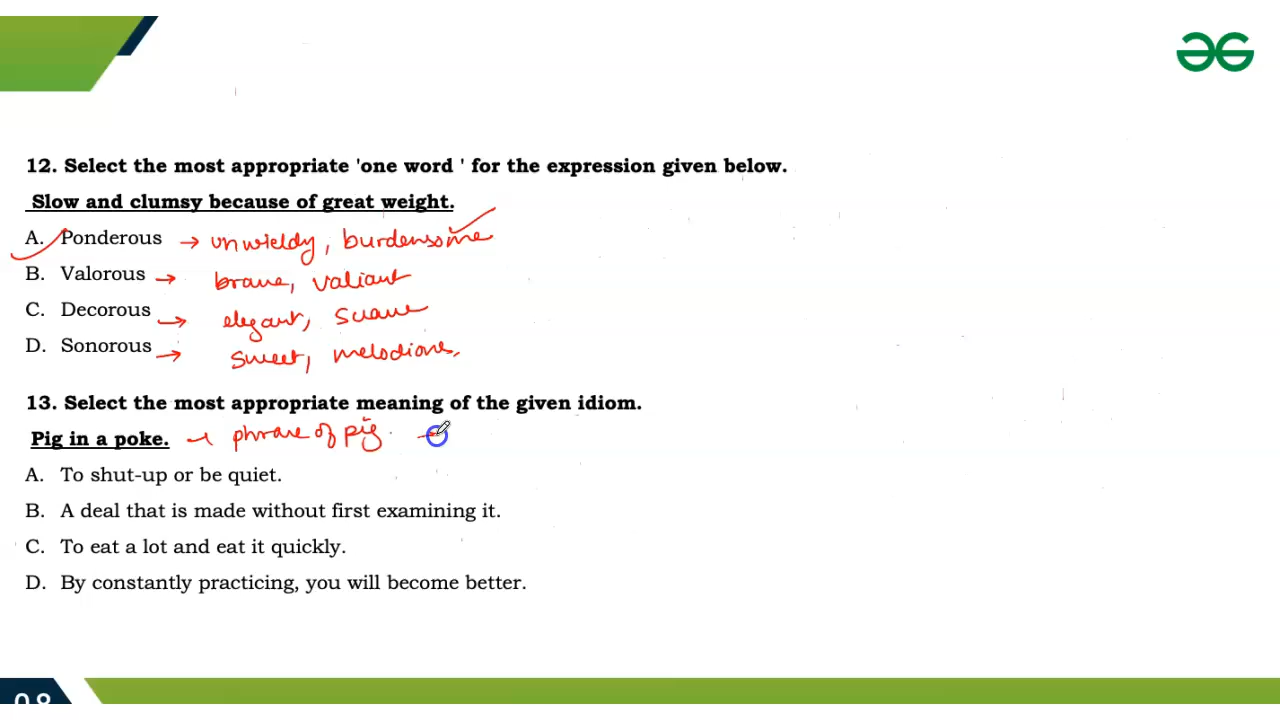 12. Select the most appropriate 'one word ' for the expression given below.
Slow and clumsy because of great weight.
A. Ponderous → unwieldy, burdensome
B. Valorous → brave, valiant
C. Decorous → elegant, suave
D. Sonorous → sweet, melodious,
13. Select the most appropriate meaning of the given idiom.
Pig in a poke. → phrase of pig →
A. To shut-up or be quiet.
B. A deal that is made without first examining it.
C. To eat a lot and eat it quickly.
D. By constantly practicing, you will become better.